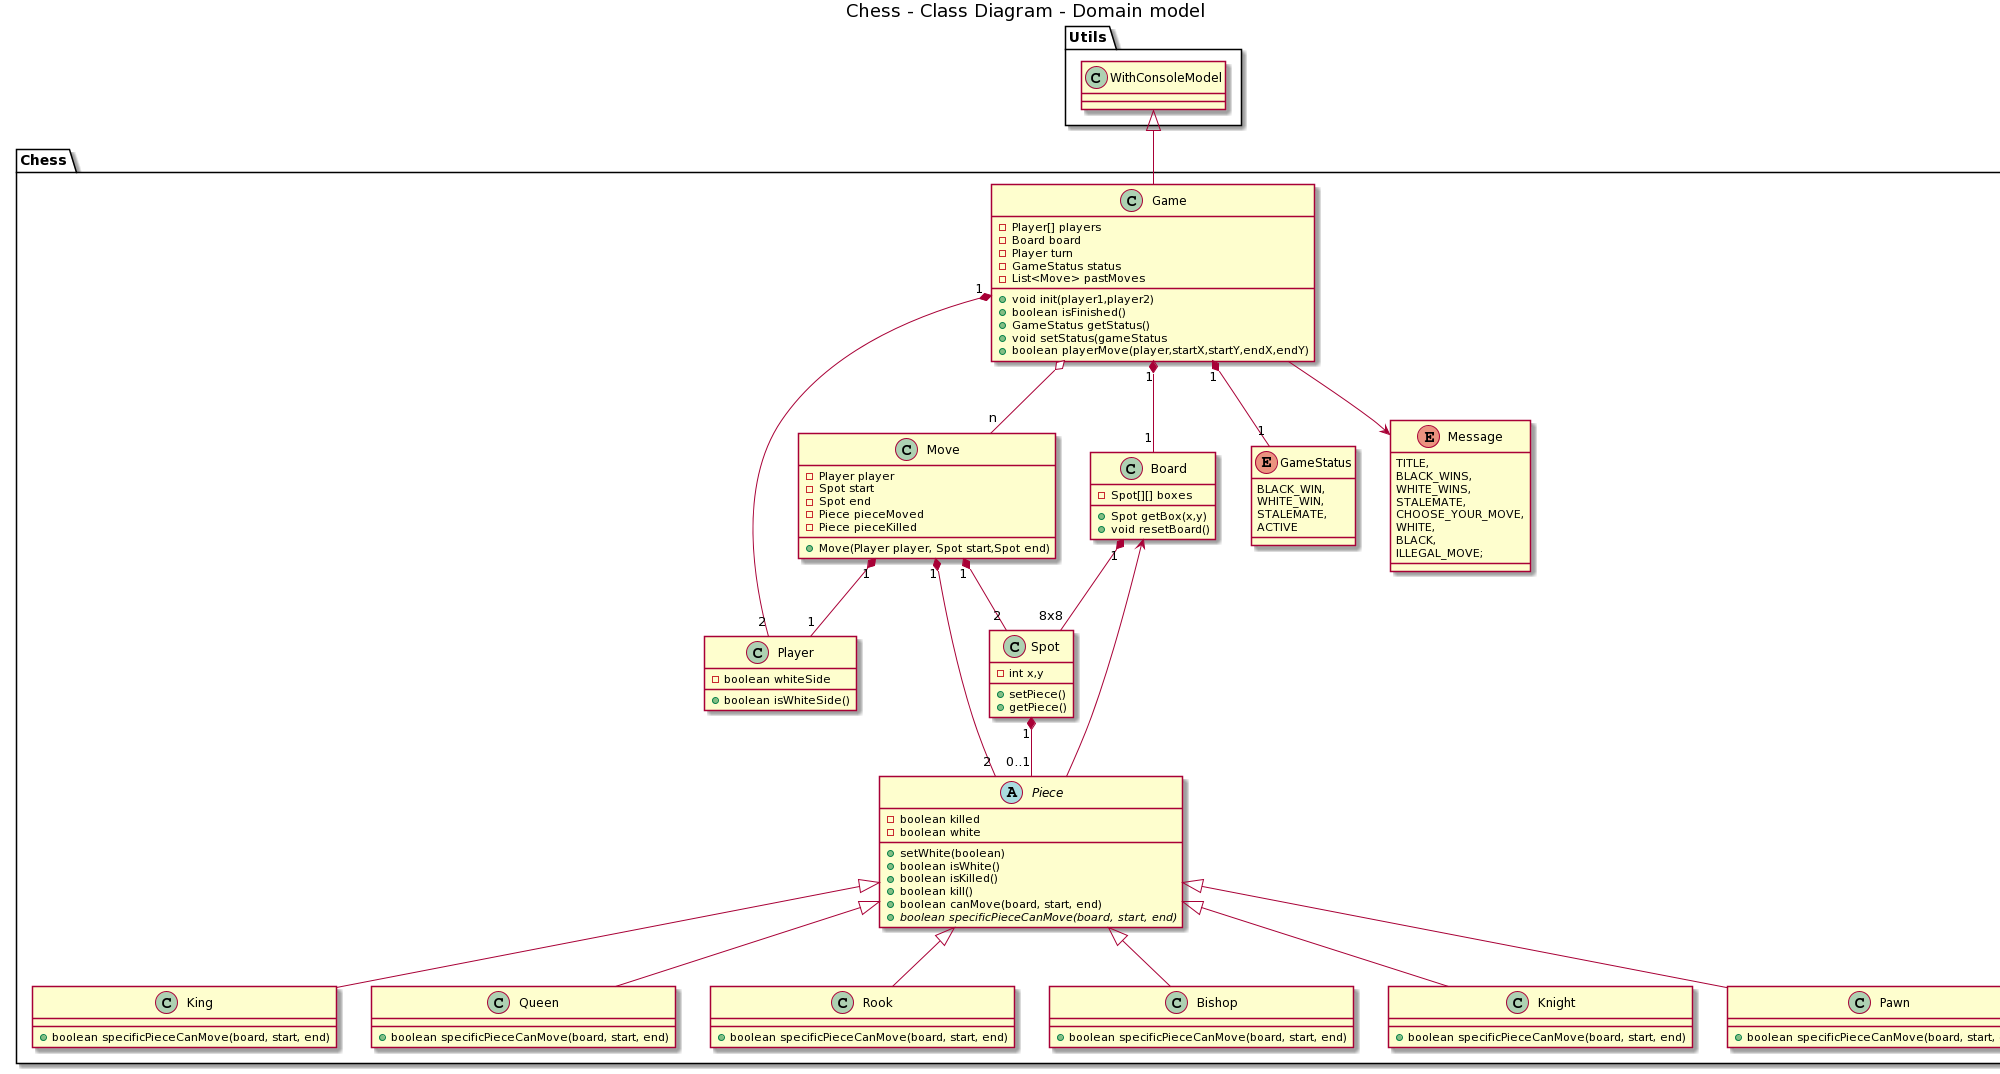 Chess - Class Diagram - Domain model
Utils
C WithConsoleModel
Chess
C Game
Player[] players
Board board
Player turn
GameStatus status
List<Move> pastMoves
void init(player1,player2)
boolean isFinished()
GameStatus getStatus()
void setStatus(gameStatus
boolean playerMove(player,startX,startY,endX,endY)
1
1
1
n
1
1
C Move
Player player
Spot start
Spot end
Piece pieceMoved
Piece pieceKilled
Move(Player player, Spot start,Spot end)
C Board
Spot[][] boxes
Spot getBox(x,y)
void resetBoard()
E GameStatus
BLACK_WIN,
WHITE_WIN,
STALEMATE,
ACTIVE
E Message
TITLE,
BLACK_WINS,
WHITE_WINS,
STALEMATE,
CHOOSE_YOUR_MOVE,
WHITE,
BLACK,
ILLEGAL_MOVE;
1
1
1
1
2
1
2
8x8
C Player
boolean whiteSide
boolean isWhiteSide()
C Spot
int x,y
setPiece()
getPiece()
1
2
0..1
A Piece
boolean killed
boolean white
setWhite(boolean)
boolean isWhite()
boolean isKilled()
boolean kill()
boolean canMove(board, start, end)
boolean specificPieceCanMove(board, start, end)
C King
boolean specificPieceCanMove(board, start, end)
C Queen
boolean specificPieceCanMove(board, start, end)
C Rook
boolean specificPieceCanMove(board, start, end)
C Bishop
boolean specificPieceCanMove(board, start, end)
C Knight
boolean specificPieceCanMove(board, start, end)
C Pawn
boolean specificPieceCanMove(board, start,